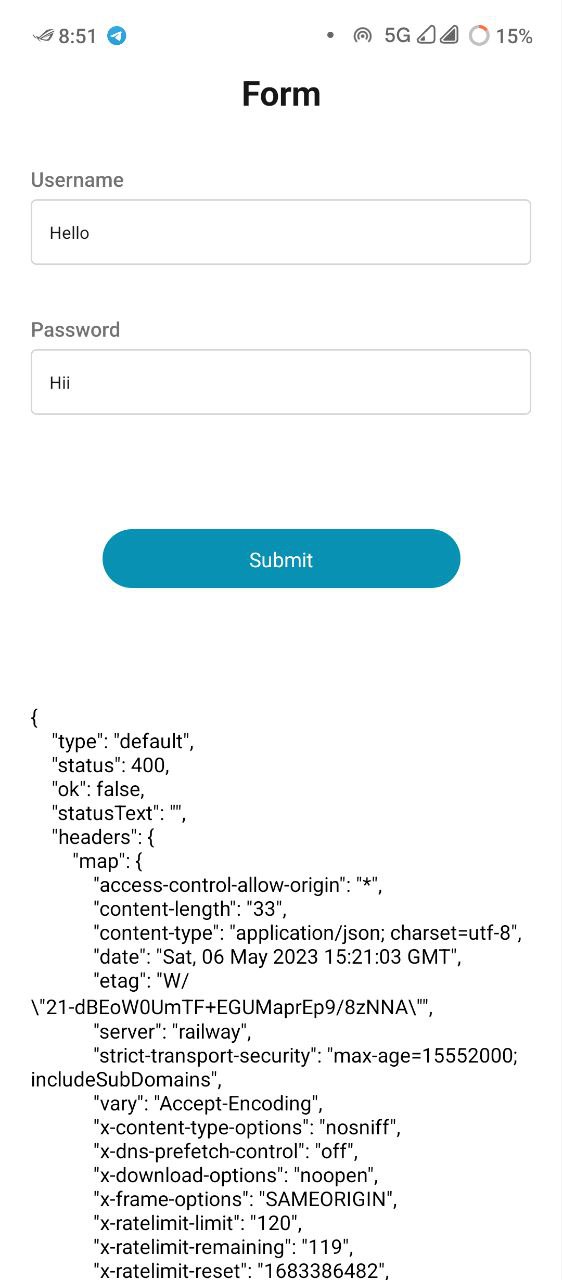 8:51 5G 15%
Form
Username
Hello
Password
Hii
Submit
{
"type": "default",
"status": 400,
"ok": false,
"statusText": "",
"headers": {
"map": {
"access-control-allow-origin": "*",
"content-length": "33",
"content-type": "application/json; charset=utf-8",
"date": "Sat, 06 May 2023 15:21:03 GMT",
"etag": "W/
\"21-dBEoW0UmTF+EGUMaprEp9/8zNNA\"",
"server": "railway",
"strict-transport-security": "max-age=15552000;
includeSubDomains",
"vary": "Accept-Encoding",
"x-content-type-options": "nosniff",
"x-dns-prefetch-control": "off",
"x-download-options": "noopen",
"x-frame-options": "SAMEORIGIN",
"x-ratelimit-limit": "120",
"x-ratelimit-remaining": "119",
"x-ratelimit-reset": "1683386482",